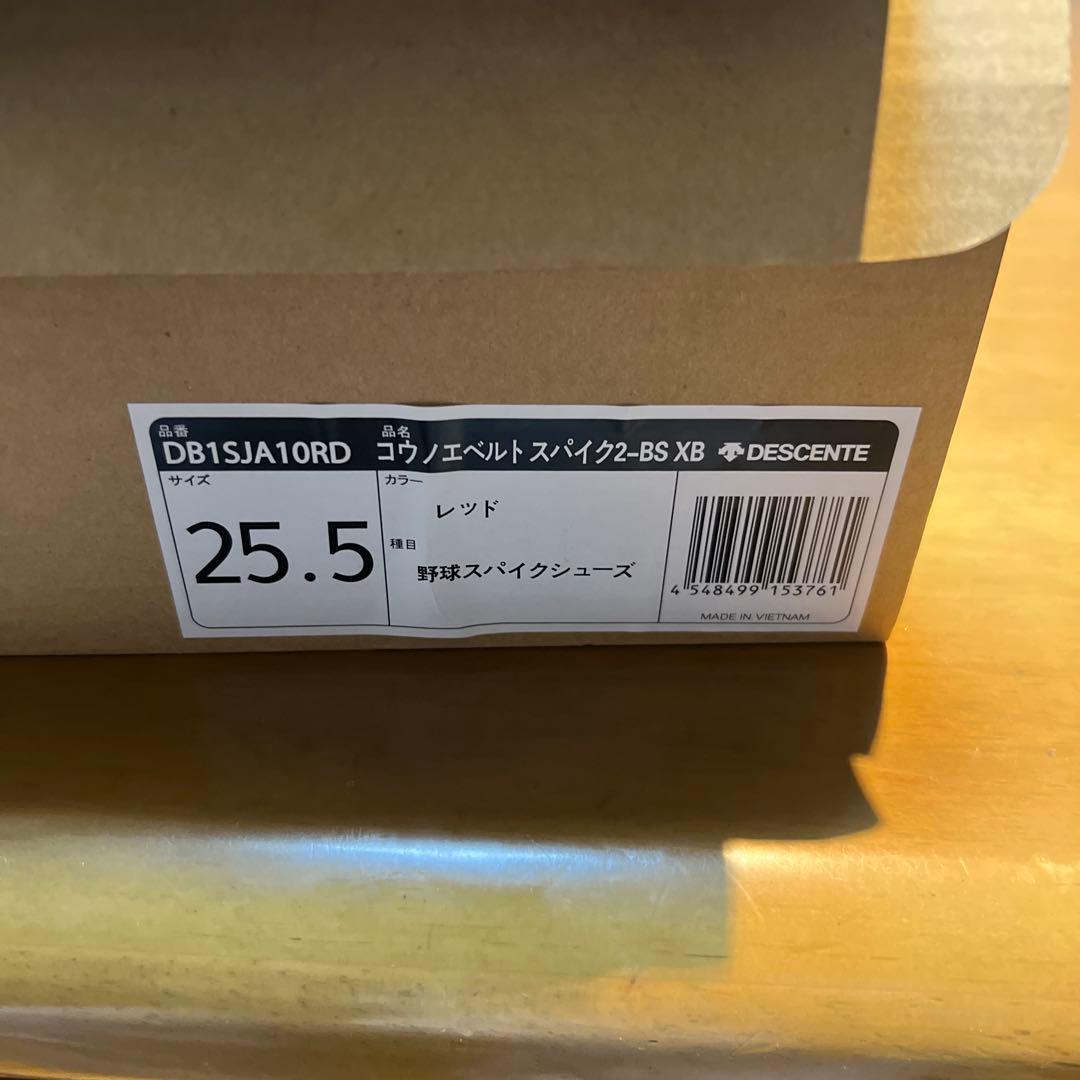 品番
DB1SJA10RD
品名
コウノエベルトスパイク2-BS XB
DESCENTE
サイズ
25.5
カラー
レッド
種目
野球スパイクシューズ
4 548499 153761
MADE IN VIETNAM